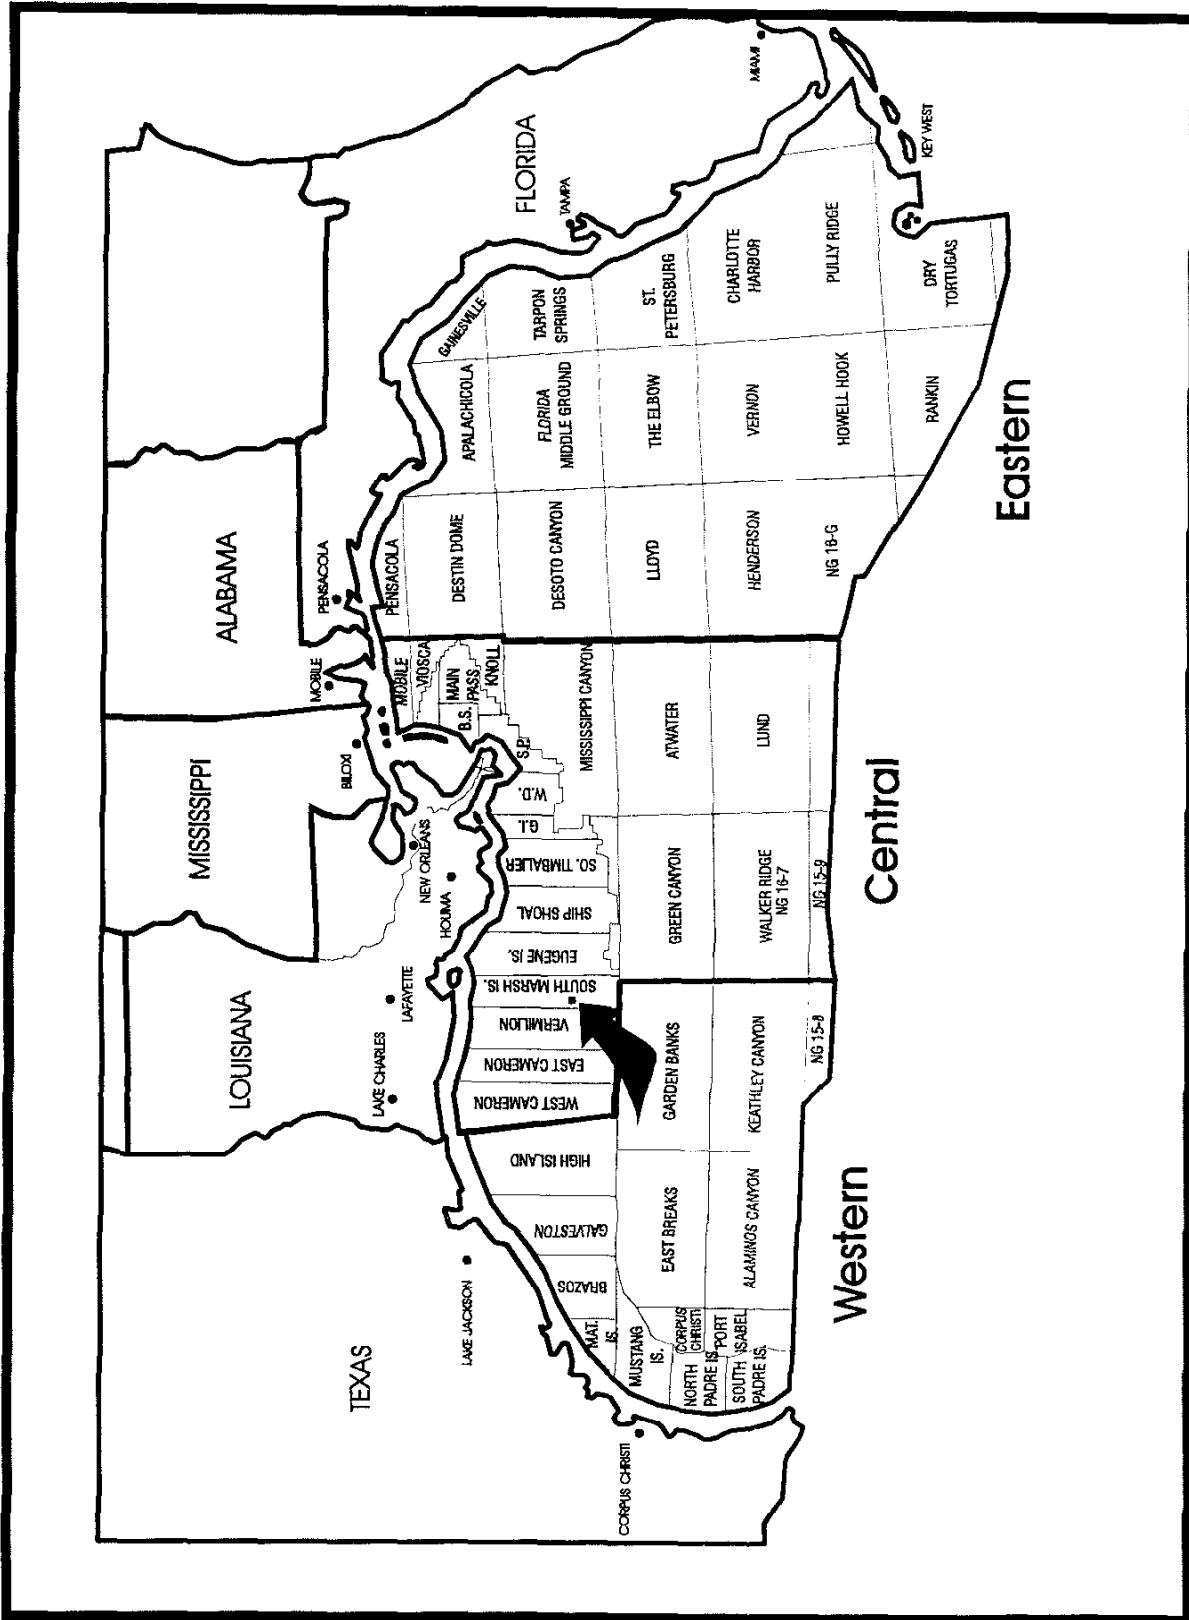 TEXAS
LOUISIANA
MISSISSIPPI
ALABAMA
FLORIDA
CORPUS CHRISTI
LAKE JACKSON
LAKE CHARLES
LAFAYETTE
HOUMA
NEW ORLEANS
BILOXI
MOBILE
PENSACOLA
TAMPA
MIAMI
KEY WEST
MAT.
IS.
BRAZOS
GALVESTON
HIGH ISLAND
WEST CAMERON
EAST CAMERON
VERMILION
SOUTH MARSH IS.
EUGENE IS.
SHIP SHOAL
SO. TIMBALIER
G.I.
W.D.
S.P.
B.S.
MAIN
PASS
MOBILE
VIOSCA
KNOLL
MUSTANG
IS.
CORPUS
CHRISTI
NORTH
PADRE IS.
PORT
ISABEL
SOUTH
PADRE IS.
EAST BREAKS
GARDEN BANKS
GREEN CANYON
MISSISSIPPI CANYON
ATWATER
ALAMINOS CANYON
KEATHLEY CANYON
WALKER RIDGE
NG 16-7
LUND
NG 15-8
NG 15-9
PENSACOLA
DESTIN DOME
DESOTO CANYON
LLOYD
HENDERSON
NG 16-G
APALACHICOLA
FLORIDA
MIDDLE GROUND
THE ELBOW
VERNON
HOWELL HOOK
RANKIN
GAINESVILLE
TARPON
SPRINGS
ST.
PETERSBURG
CHARLOTTE
HARBOR
PULLY RIDGE
DRY
TORTUGAS
Western
Central
Eastern